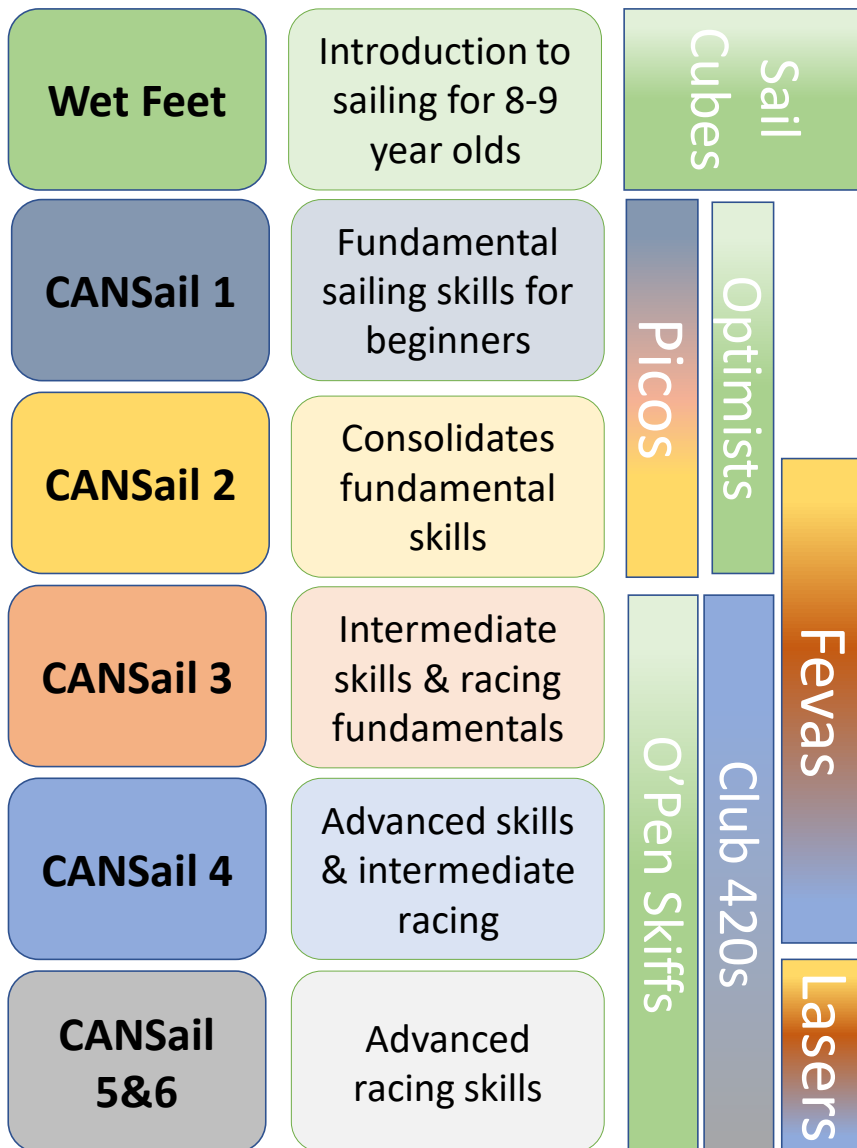 Wet Feet
Introduction to
sailing for 8-9
year olds
Sail
Cubes
CANSail 1
Fundamental
sailing skills for
beginners
Picos
Optimists
CANSail 2
Consolidates
fundamental
skills
Fevas
CANSail 3
Intermediate
skills & racing
fundamentals
O'Pen Skiffs
Club 420s
CANSail 4
Advanced skills
& intermediate
racing
CANSail
5&6
Advanced
racing skills
Lasers